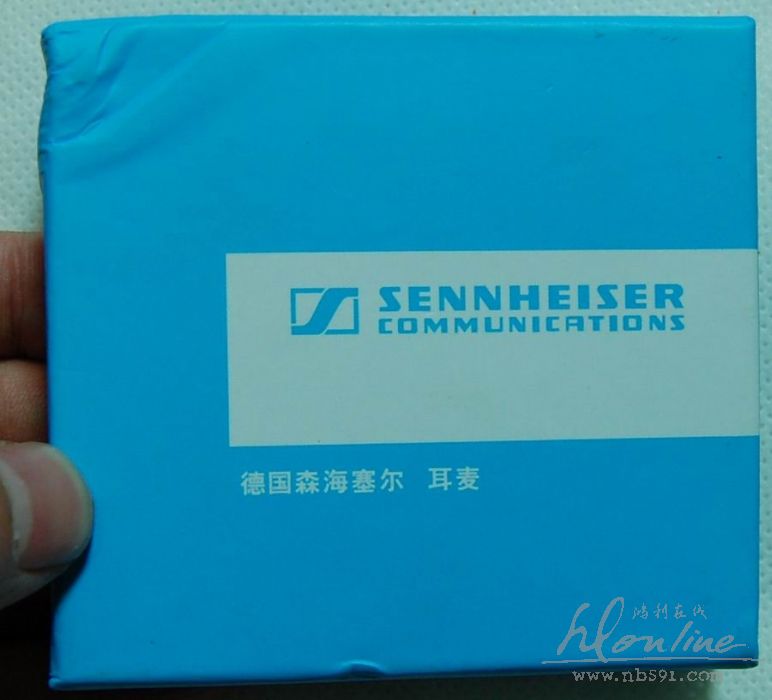 SENNHEISER
COMMUNICATIONS
德国森海塞尔 耳麦
鸿利在线
hlonline
www.nb591.com